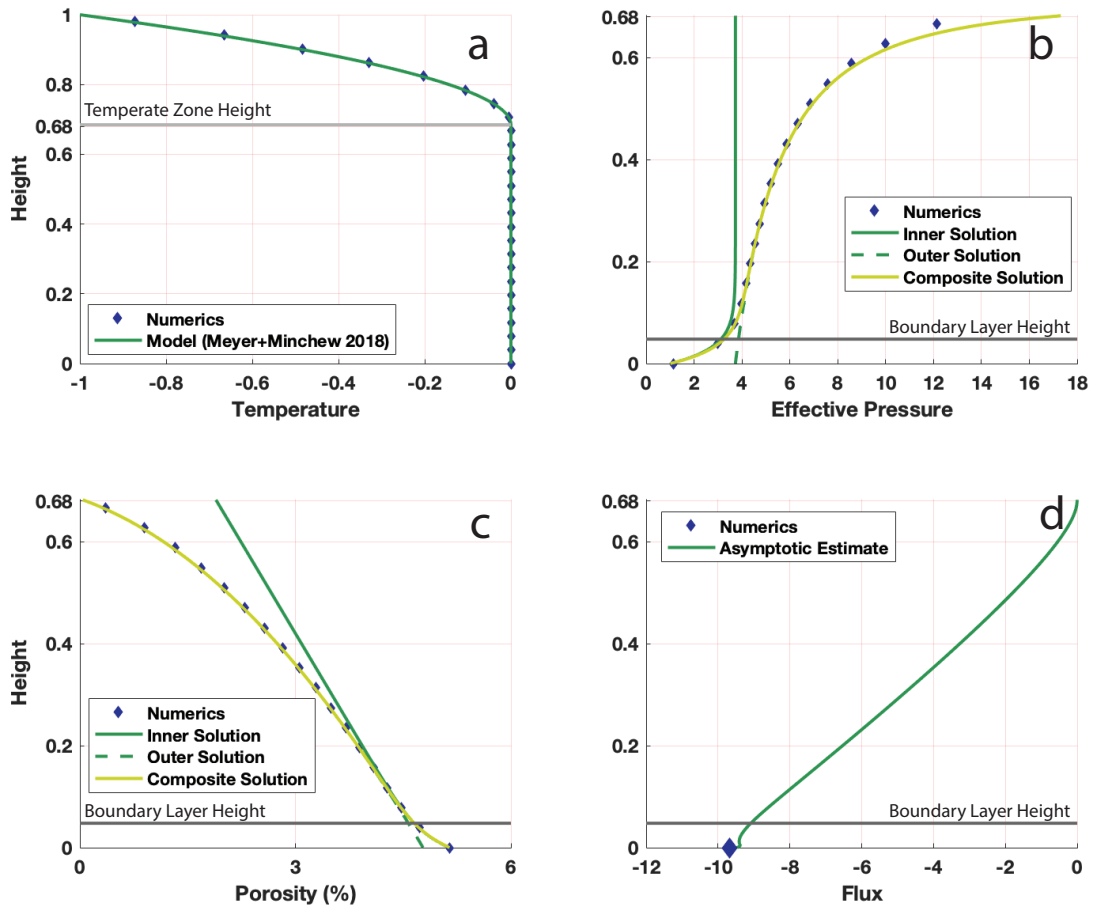 1
a
0.8
Temperate Zone Height
0.68
0.6
0.4
0.2
0
Height
Numerics
Model (Meyer+Minchew 2018)
-1 -0.8 -0.6 -0.4 -0.2 0
Temperature
0.68
b
0.6
0.4
0.2
0
Numerics
Inner Solution
Outer Solution
Composite Solution
Boundary Layer Height
0 2 4 6 8 10 12 14 16 18
Effective Pressure
0.68
c
0.6
0.4
0.2
0
Height
Numerics
Inner Solution
Outer Solution
Composite Solution
Boundary Layer Height
0 3 6
Porosity (%)
0.68
d
0.6
0.4
0.2
0
Numerics
Asymptotic Estimate
Boundary Layer Height
-12 -10 -8 -6 -4 -2 0
Flux